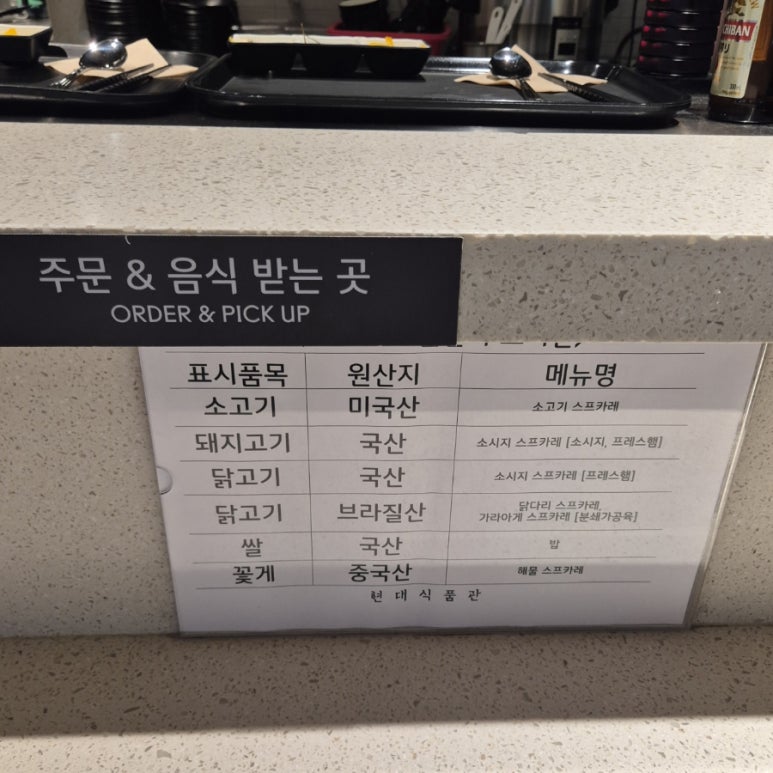 CHIBAN
주문 & 음식 받는 곳
ORDER & PICK UP
표시품목 원산지 메뉴명
소고기 미국산 소고기 스프카레
돼지고기 국산 소시지 스프카레 [소시지, 프레스햄]
닭고기 국산 소시지 스프카레 [프레스햄]
닭고기 브라질산 닭다리 스프카레,
가라아게 스프카레 [분쇄가공육]
쌀 국산 밥
꽃게 중국산 해물 스프카레
현대식품관